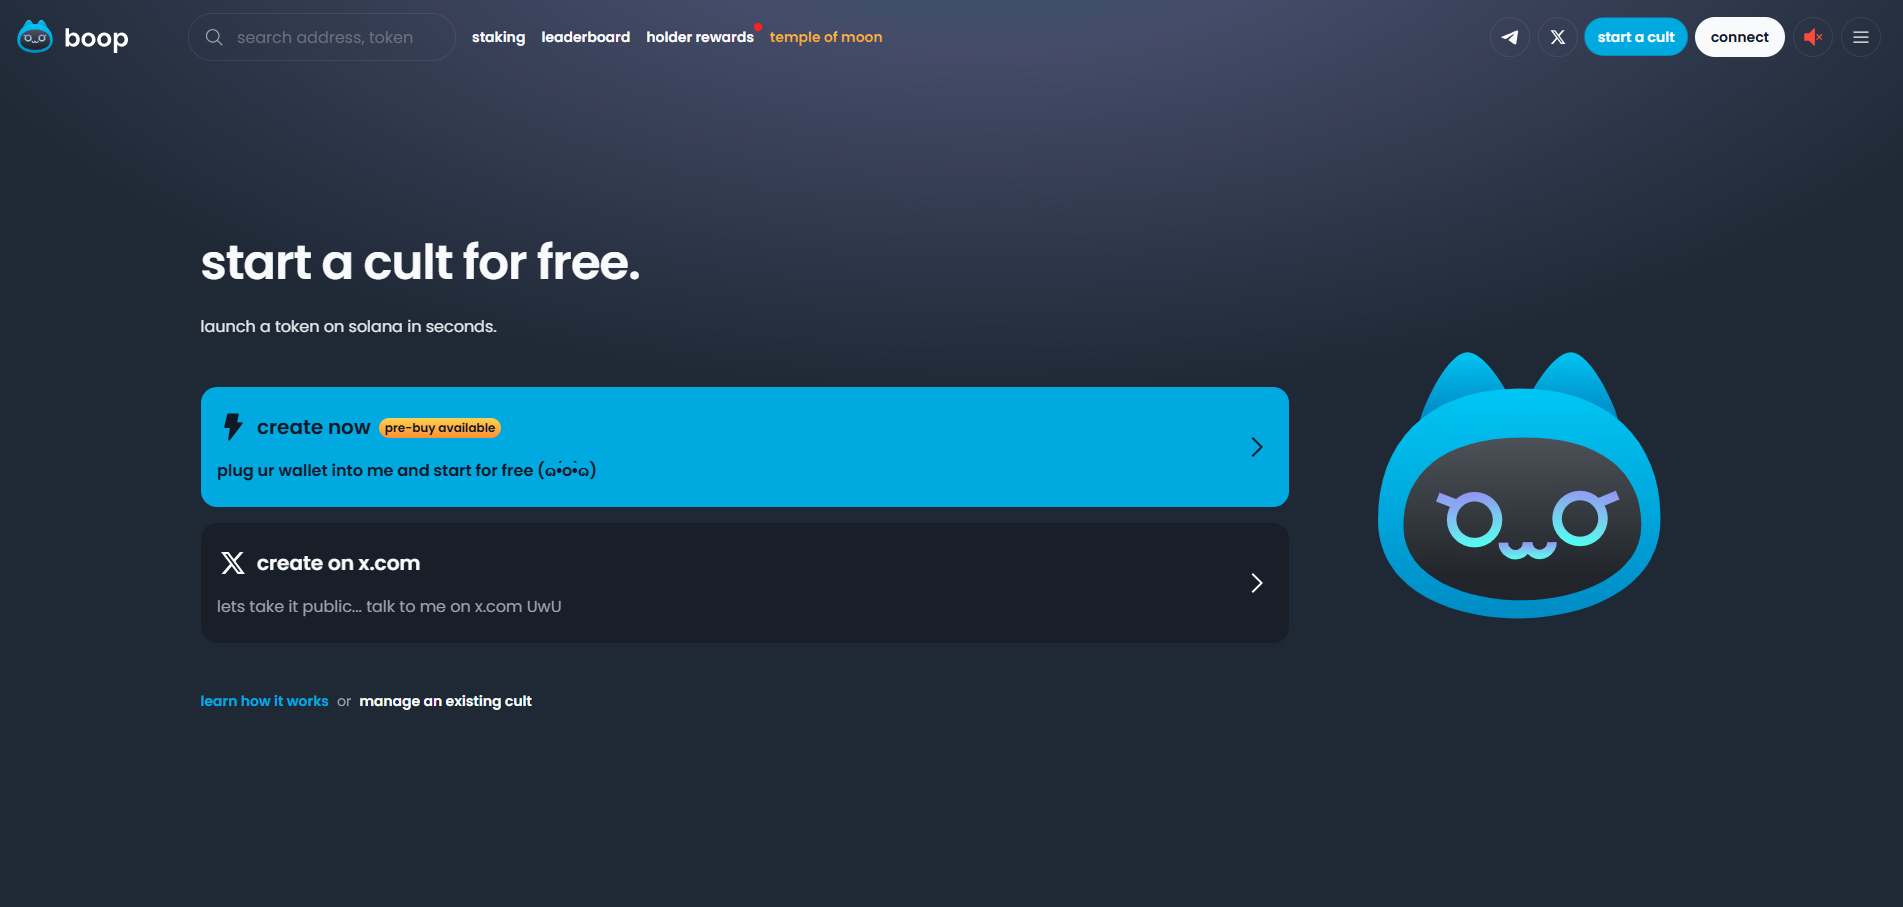 boop
search address, token
staking
leaderboard
holder rewards
temple of moon
start a cult
connect
start a cult for free.
launch a token on solana in seconds.
create now
pre-buy available
plug ur wallet into me and start for free (ɷ•́o•̀ɷ)
create on x.com
lets take it public... talk to me on x.com UwU
learn how it works or manage an existing cult